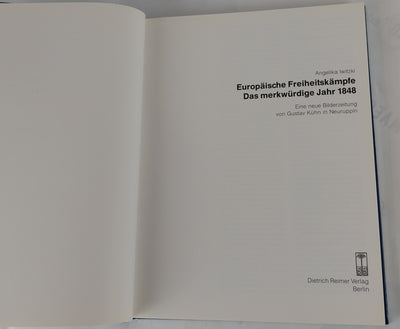 Angelika Iwitzki
Europäische Freiheitskämpfe
Das merkwürdige Jahr 1848
Eine neue Bilderzeitung
von Gustav Kühn in Neuruppin
Dietrich Reimer Verlag
Berlin